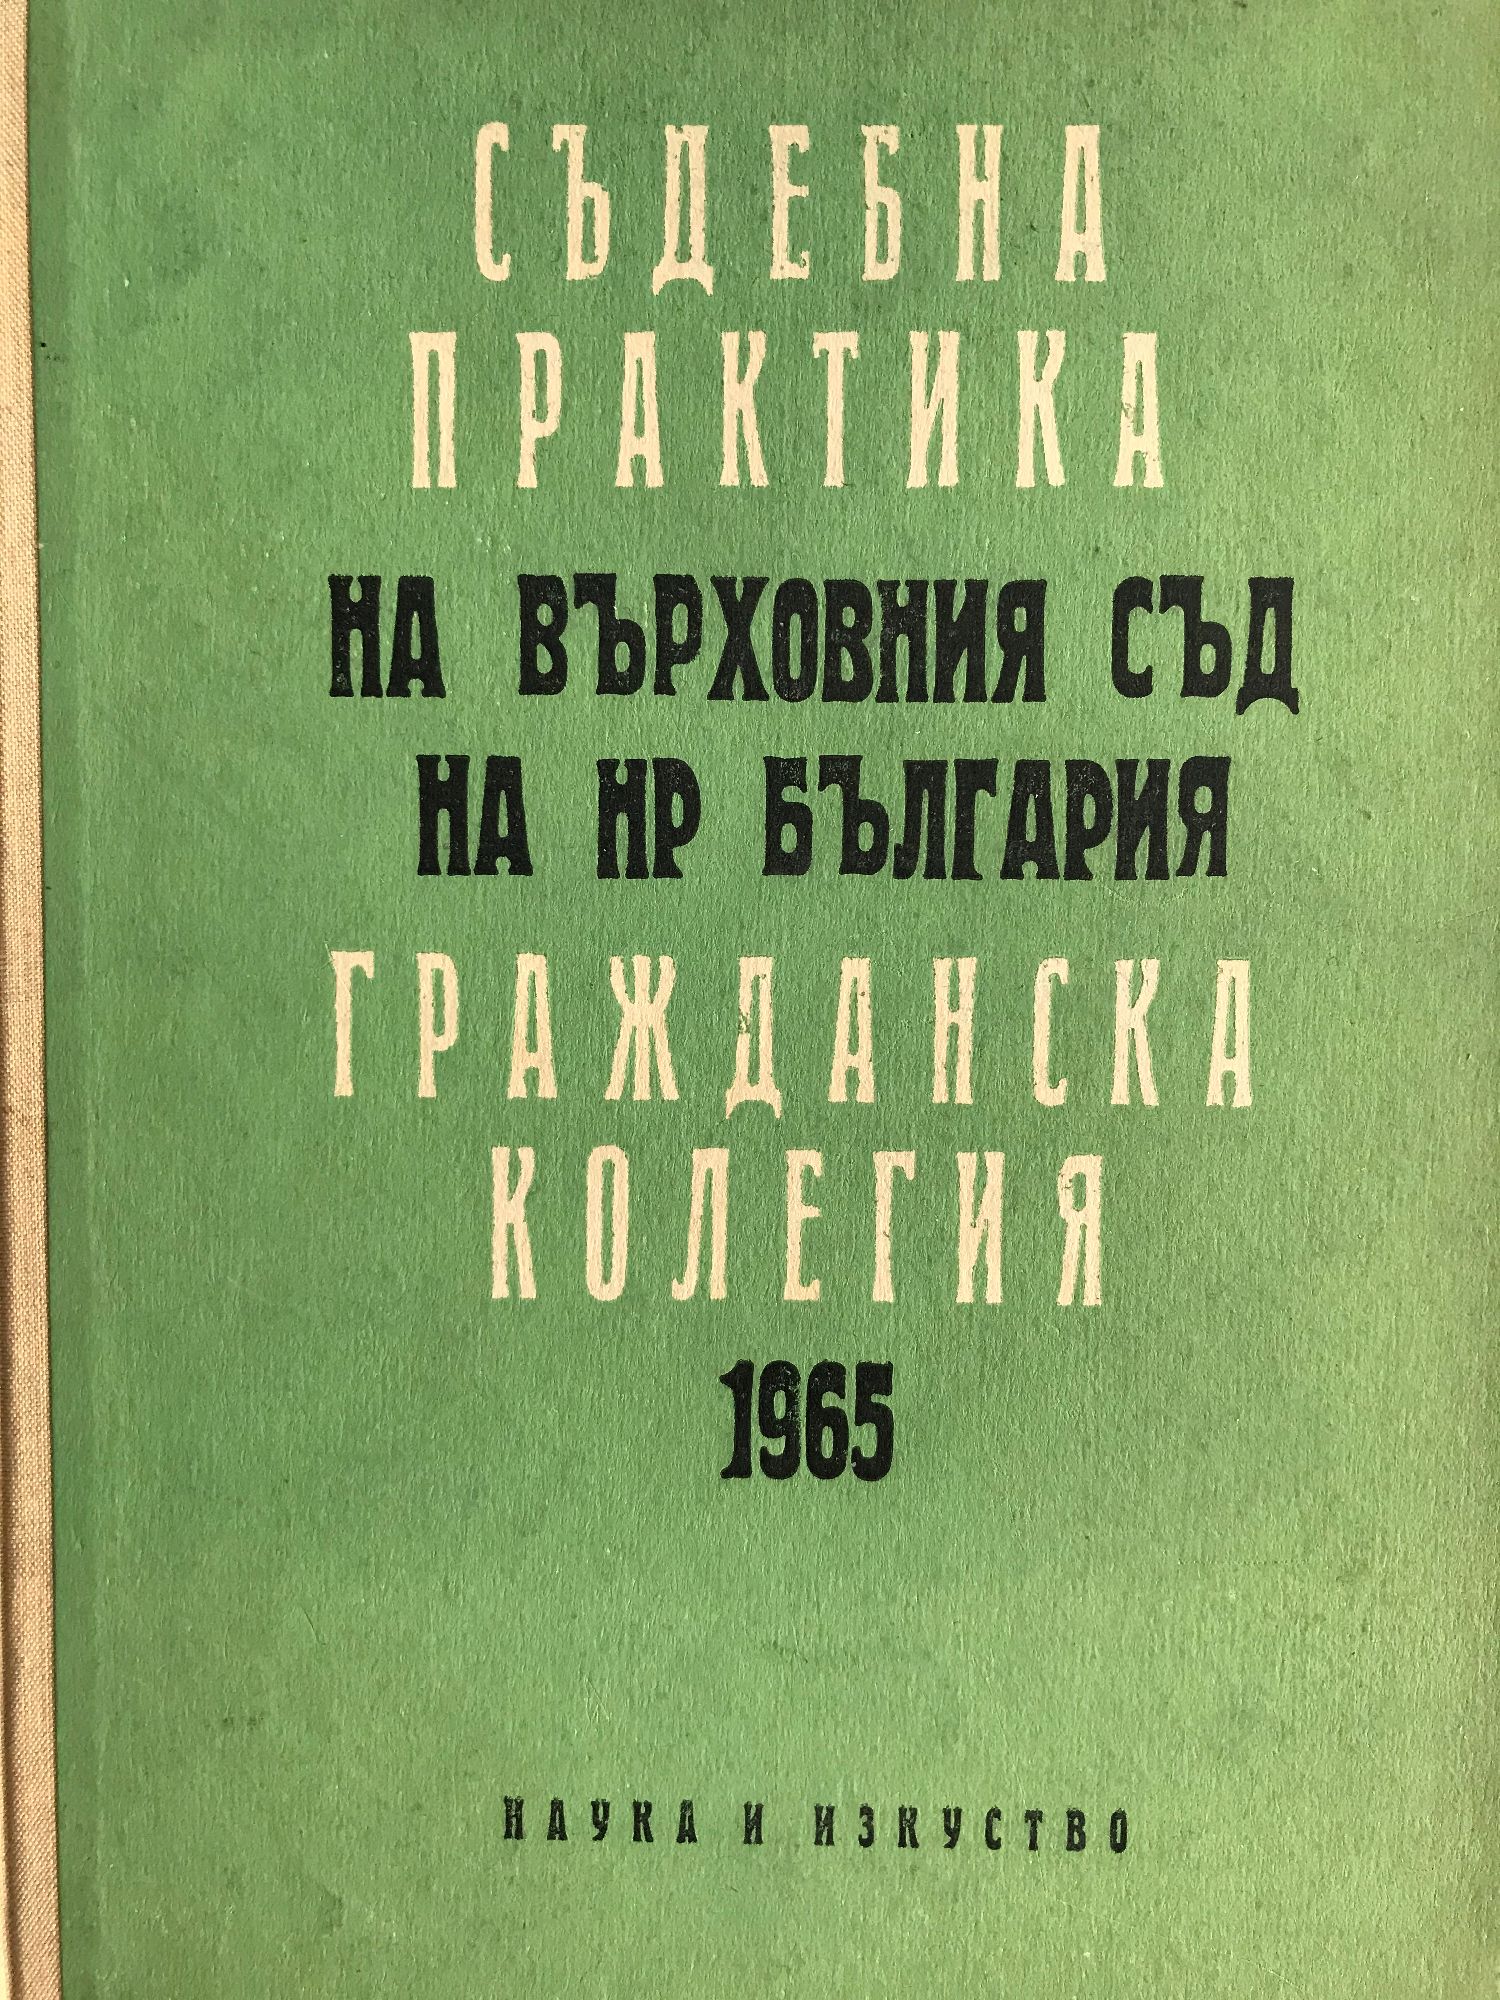 СЪДЕБНА
ПРАКТИКА
НА ВЪРХОВНИЯ СЪД
НА НР БЪЛГАРИЯ
ГРАЖДАНСКА
КОЛЕГИЯ
1965
НАУКА И ИЗКУСТВО